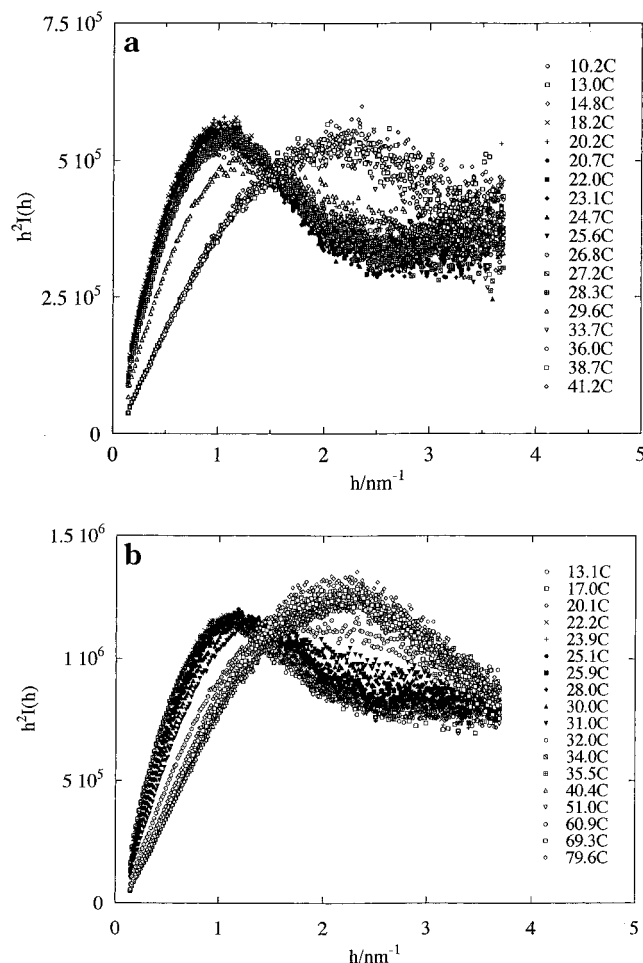 a
7.5 10⁵
5 10⁵
2.5 10⁵
0
h²I(h)
0 1 2 3 4 5
h/nm⁻¹
10.2C
13.0C
14.8C
18.2C
20.2C
20.7C
22.0C
23.1C
24.7C
25.6C
26.8C
27.2C
28.3C
29.6C
33.7C
36.0C
38.7C
41.2C
b
1.5 10⁶
1 10⁶
5 10⁵
0
h²I(h)
0 1 2 3 4 5
h/nm⁻¹
13.1C
17.0C
20.1C
22.2C
23.9C
25.1C
25.9C
28.0C
30.0C
31.0C
32.0C
34.0C
35.5C
40.4C
51.0C
60.9C
69.3C
79.6C